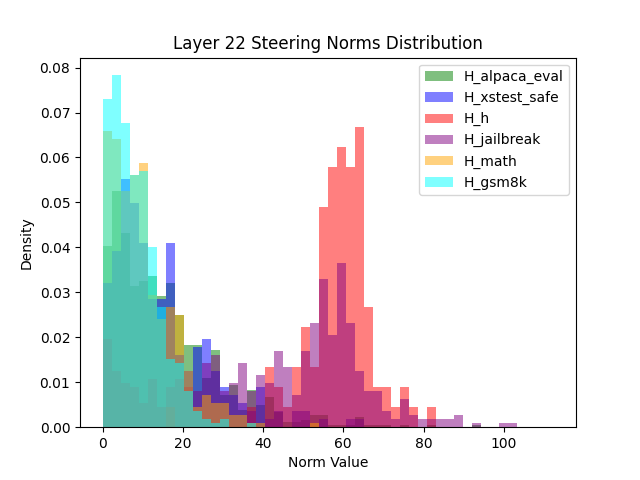 Layer 22 Steering Norms Distribution
0.08
0.07
0.06
0.05
0.04
0.03
0.02
0.01
0.00
Density
0 20 40 60 80 100
Norm Value
H_alpaca_eval
H_xstest_safe
H_h
H_jailbreak
H_math
H_gsm8k